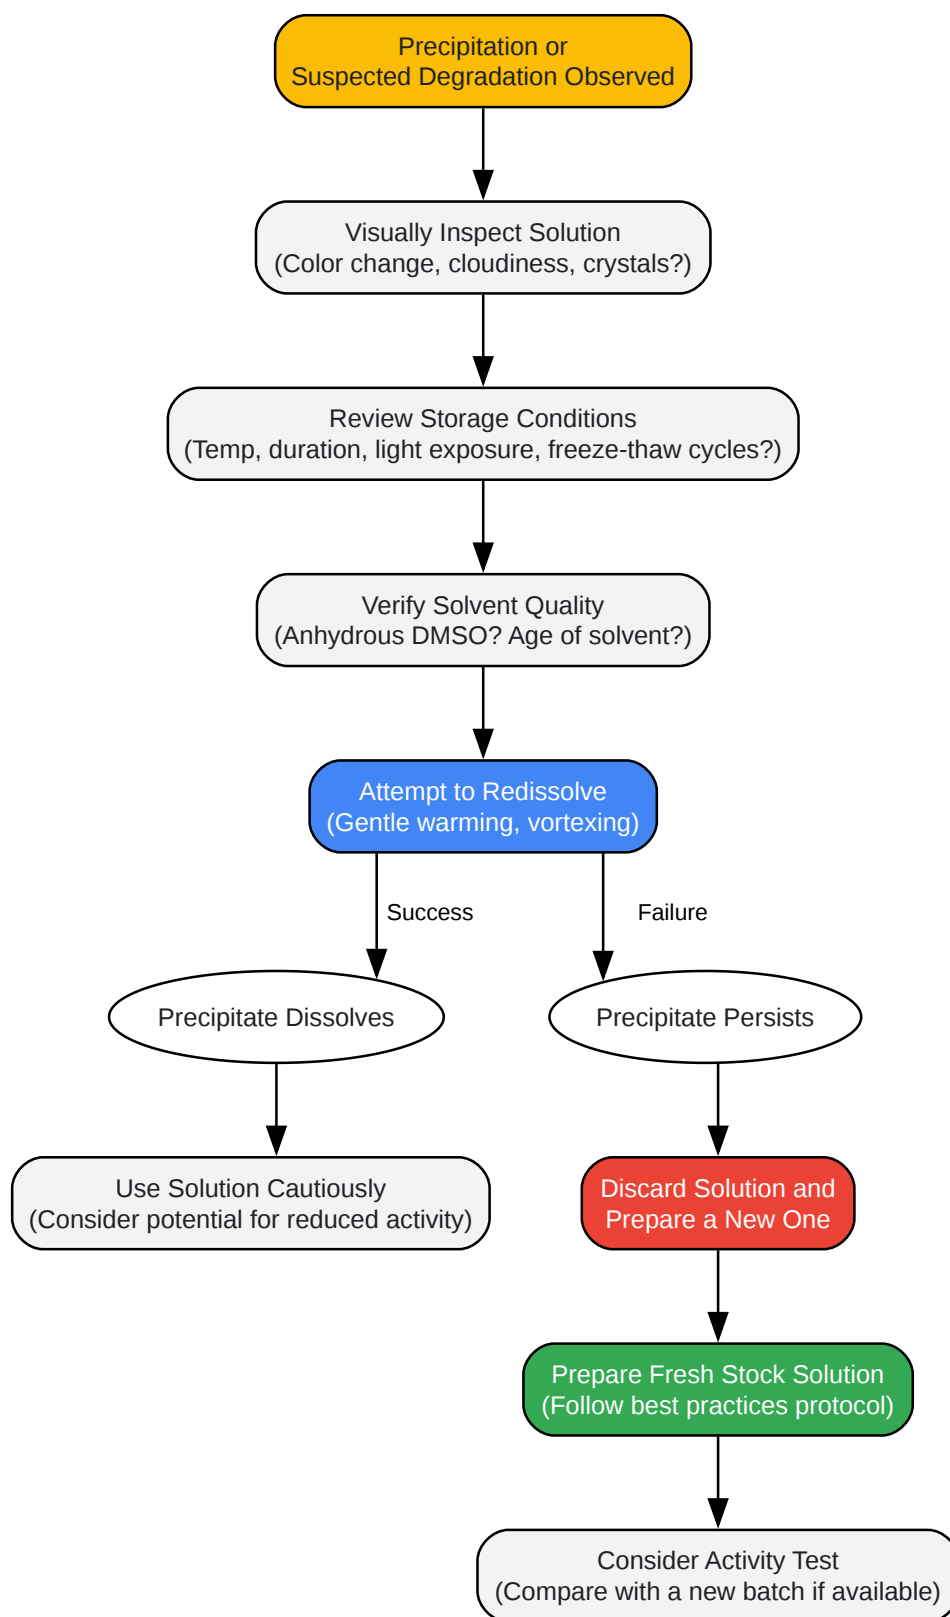 Precipitation or
Suspected Degradation Observed
Visually Inspect Solution
(Color change, cloudiness, crystals?)
Review Storage Conditions
(Temp, duration, light exposure, freeze-thaw cycles?)
Verify Solvent Quality
(Anhydrous DMSO? Age of solvent?)
Attempt to Redissolve
(Gentle warming, vortexing)
Success
Failure
Precipitate Dissolves
Precipitate Persists
Use Solution Cautiously
(Consider potential for reduced activity)
Discard Solution and
Prepare a New One
Prepare Fresh Stock Solution
(Follow best practices protocol)
Consider Activity Test
(Compare with a new batch if available)